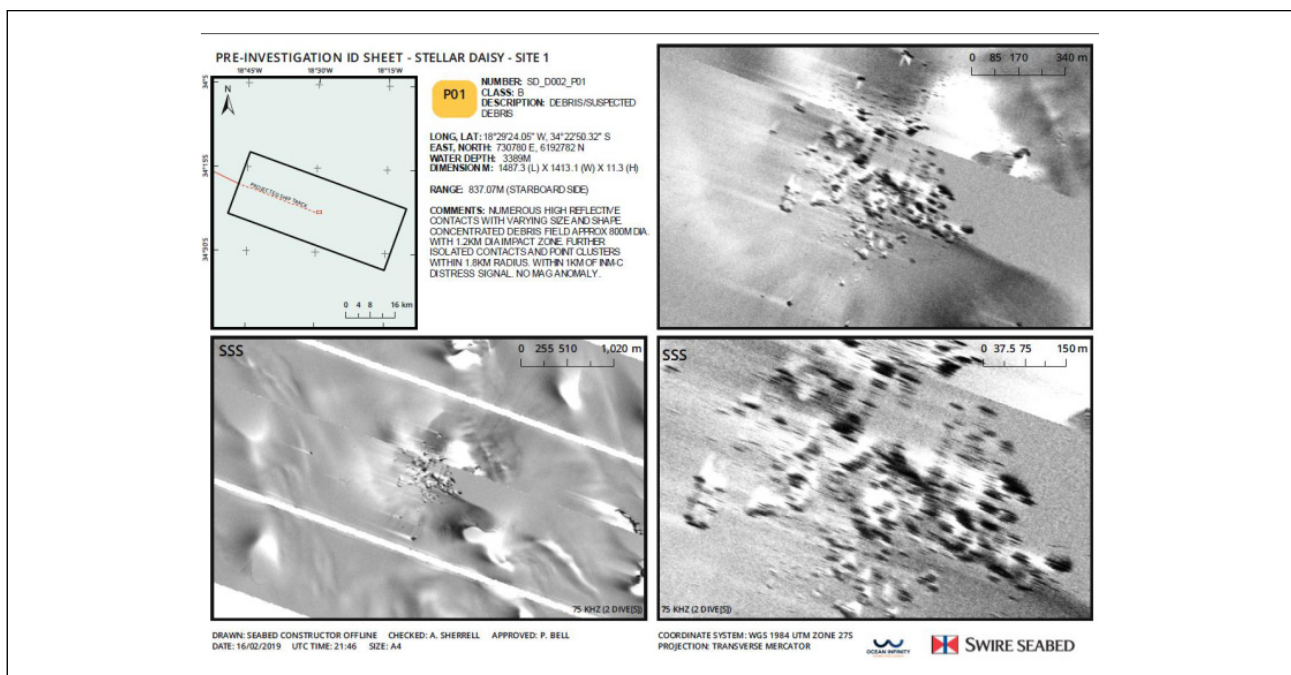 PRE-INVESTIGATION ID SHEET - STELLAR DAISY - SITE 1
18°45'W 18°30'W 18°15'W
34°S
34°15'S
34°30'S
N
PROJECTED SHIP TRACK
0 4 8 16 km
P01
NUMBER: SD_D002_P01
CLASS: B
DESCRIPTION: DEBRIS/SUSPECTED
DEBRIS
LONG, LAT: 18°29'24.05" W, 34°22'50.32" S
EAST, NORTH: 730780 E, 6192782 N
WATER DEPTH: 3389M
DIMENSION M: 1487.3 (L) X 1413.1 (W) X 11.3 (H)
RANGE: 837.07M (STARBOARD SIDE)
COMMENTS: NUMEROUS HIGH REFLECTIVE
CONTACTS WITH VARYING SIZE AND SHAPE.
CONCENTRATED DEBRIS FIELD APPROX 800M DIA.
WITH 1.2KM DIA IMPACT ZONE. FURTHER
ISOLATED CONTACTS AND POINT CLUSTERS
WITHIN 1.8KM RADIUS. WITHIN 1KM OF INM-C
DISTRESS SIGNAL. NO MAG ANOMALY.
0 85 170 340 m
SSS
0 255 510 1,020 m
75 KHZ (2 DIVE[S])
SSS
0 37.5 75 150 m
75 KHZ (2 DIVE[S])
DRAWN: SEABED CONSTRUCTOR OFFLINE CHECKED: A. SHERRELL APPROVED: P. BELL
DATE: 16/02/2019 UTC TIME: 21:46 SIZE: A4
COORDINATE SYSTEM: WGS 1984 UTM ZONE 27S
PROJECTION: TRANSVERSE MERCATOR
OCEAN INFINITY
SWIRE SEABED